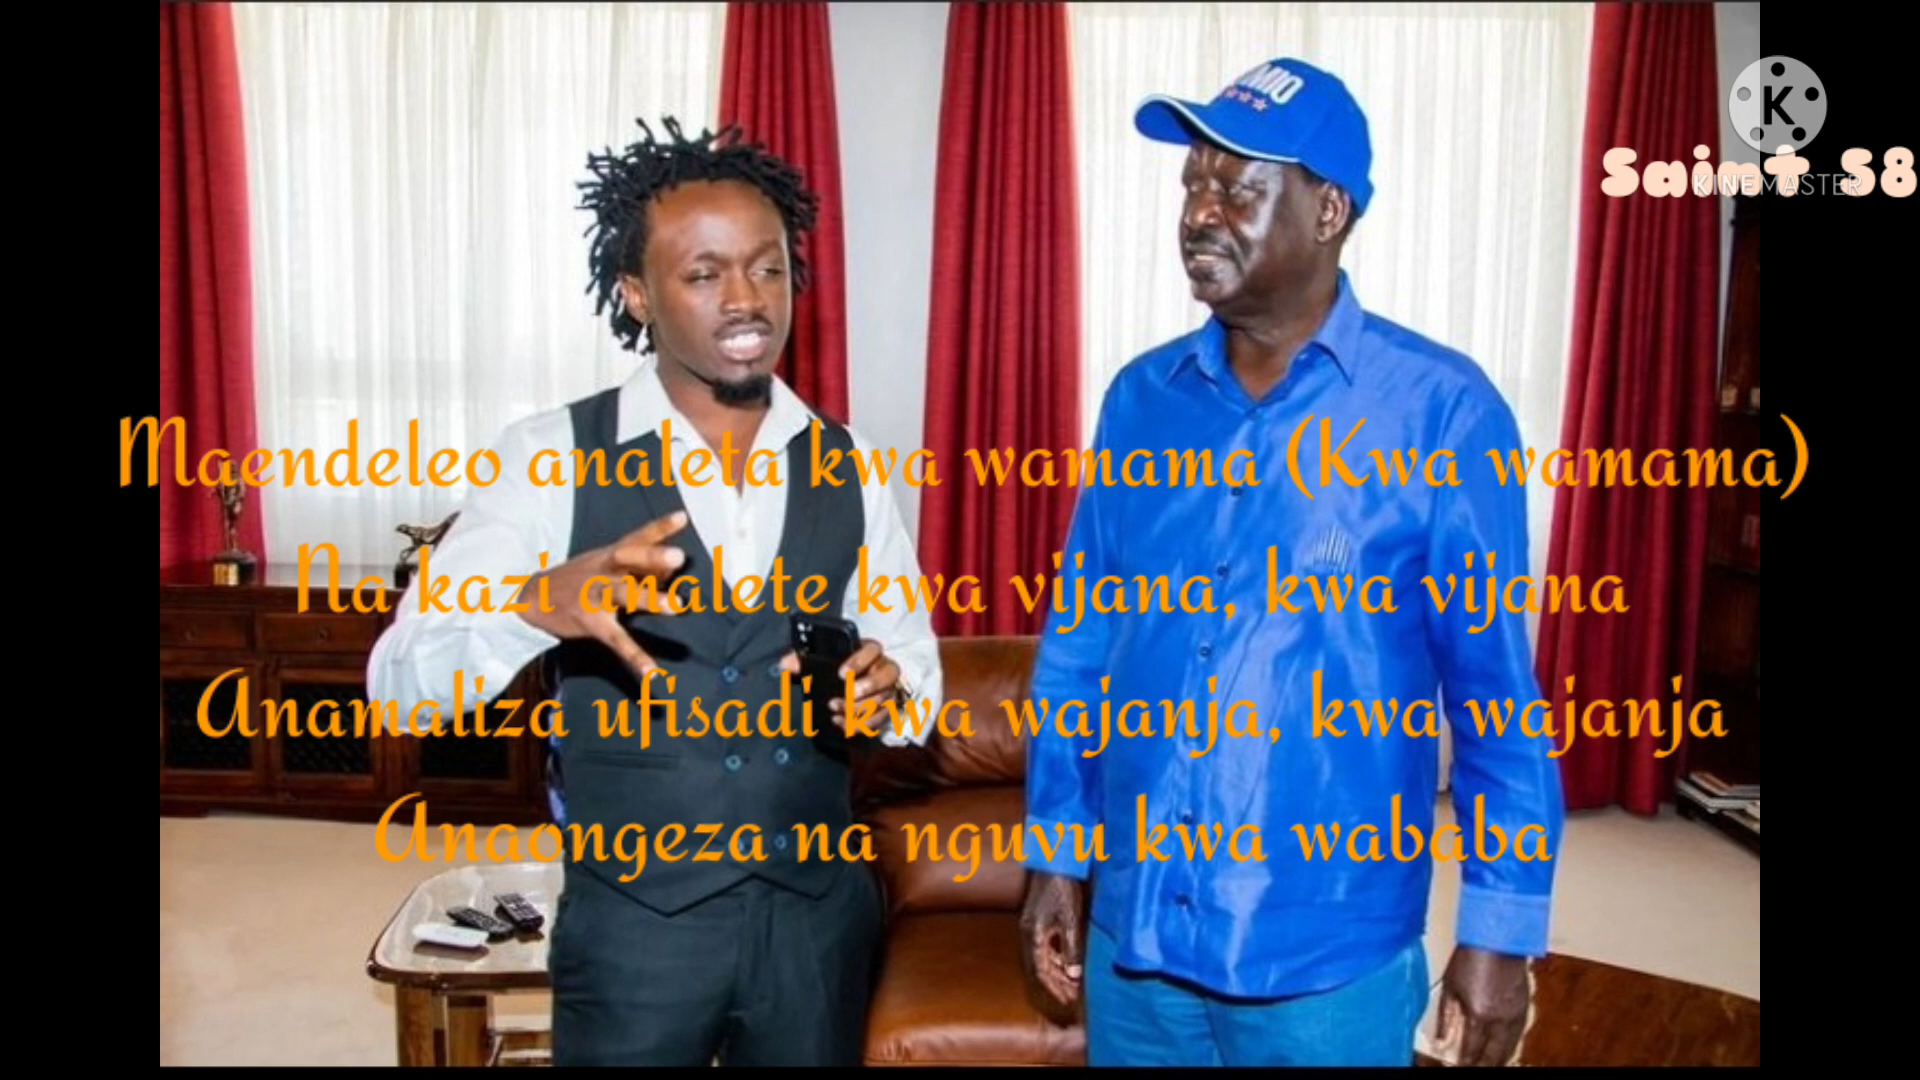 MIO
K
Saint 58
KINEMASTER
Maendeleo analeta kwa wamama (Kwa wamama)
Na kazi analete kwa vijana, kwa vijana
Anamaliza ufisadi kwa wajanja, kwa wajanja
Anaongeza na nguvu kwa wababa